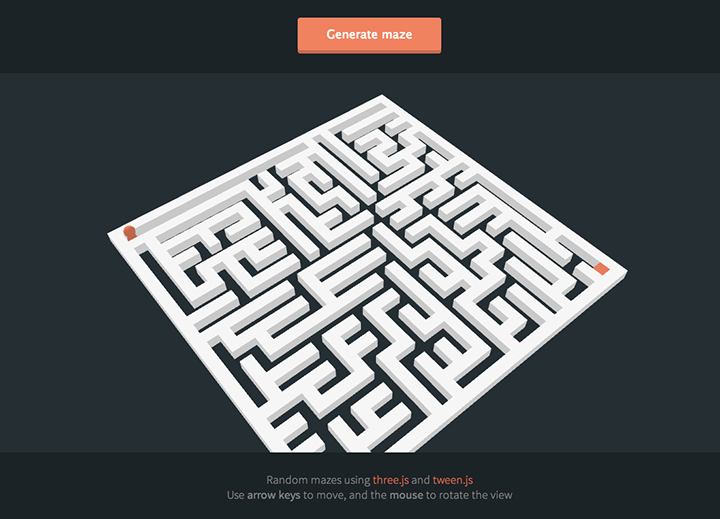 Generate maze
Random mazes using three.js and tween.js
Use arrow keys to move, and the mouse to rotate the view